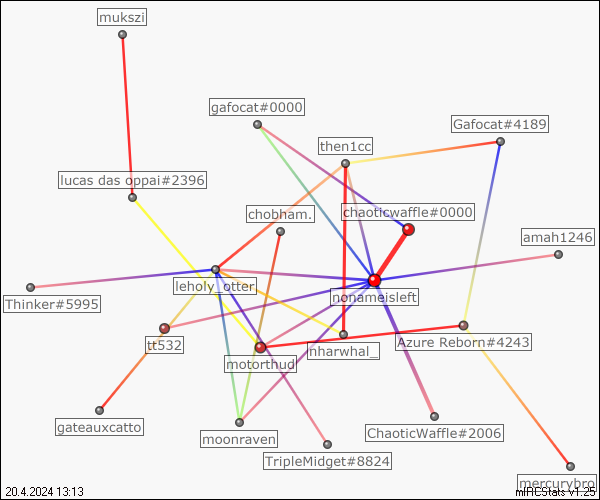 mukszi
gafocat#0000
Gafocat#4189
then1cc
lucas das oppai#2396
chobham.
chaoticwaffle#0000
amah1246
leholy_otter.
nonameisleft
Thinker#5995
tt532
motorthud
nharwhal_
Azure Reborn#4243
gateauxcatto
moonraven
ChaoticWaffle#2006
TripleMidget#8824
mercurybro
20.4.2024 13:13
mIRCStats v1.25